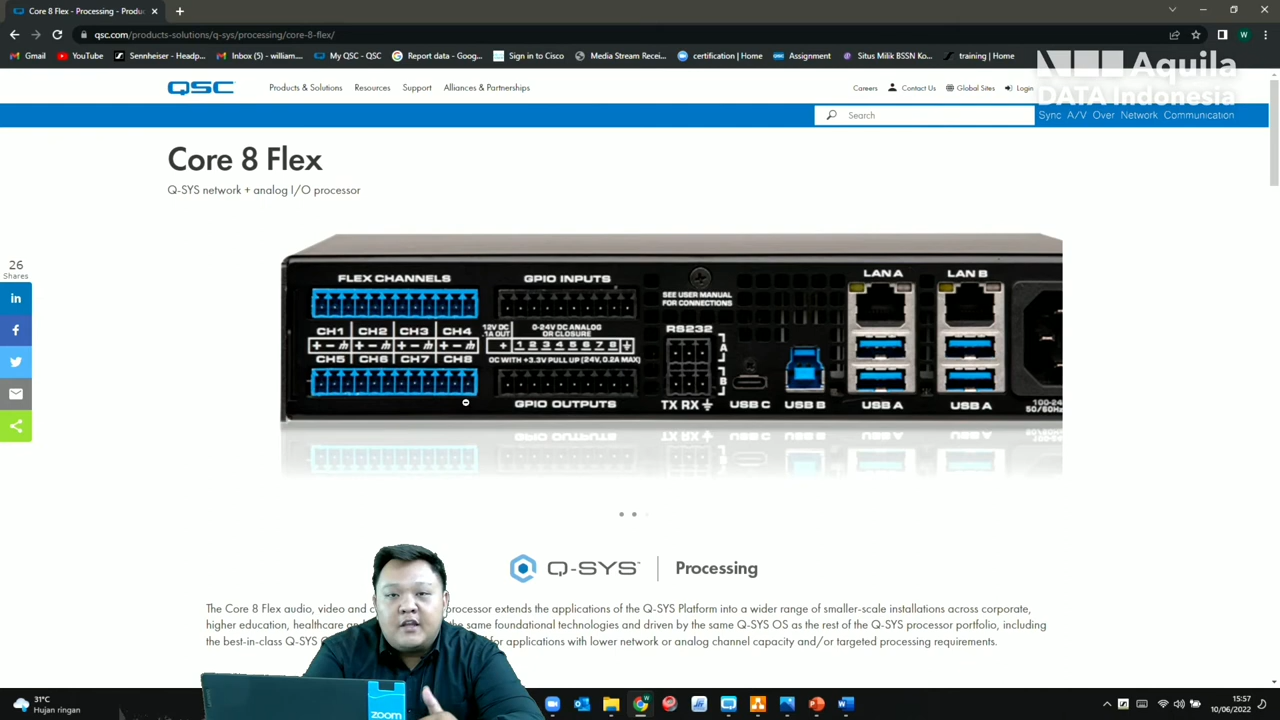 Core 8 Flex - Processing - Produc
qsc.com/products-solutions/q-sys/processing/core-8-flex/
W
Gmail
YouTube
Sennheiser - Headp...
Inbox (5) - william....
My QSC - QSC
Report data - Goog...
Sign in to Cisco
Media Stream Recei...
certification | Home
Assignment
Situs Milik BSSN Ko...
training | Home
Aquila
DATA Indonesia
Sync A/V Over Network Communication
QSC
Products & Solutions
Resources
Support
Alliances & Partnerships
Careers
Contact Us
Global Sites
Login
Search
Core 8 Flex
Q-SYS network + analog I/O processor
26
Shares
FLEX CHANNELS
GPIO INPUTS
SEE USER MANUAL
FOR CONNECTIONS
LAN A
LAN B
CH1 CH2 CH3 CH4
12V DC
.1A OUT
0-24V DC ANALOG
OR CLOSURE
RS232
A
+ 1 2 3 4 5 6 7 8
CH5 CH6 CH7 CH8
OC WITH +3.3V PULL UP (24V, 0.2A MAX)
B
GPIO OUTPUTS
TX RX
USB C
USB B
USB A
USB A
100-24
50/60Hz
Q-SYS
Processing
The Core 8 Flex audio, video and c processor extends the applications of the Q-SYS Platform into a wider range of smaller-scale installations across corporate,
higher education, healthcare an the same foundational technologies and driven by the same Q-SYS OS as the rest of the Q-SYS processor portfolio, including
the best-in-class Q-SYS for applications with lower network or analog channel capacity and/or targeted processing requirements.
zoom
31°C
Hujan ringan
15:57
10/06/2022